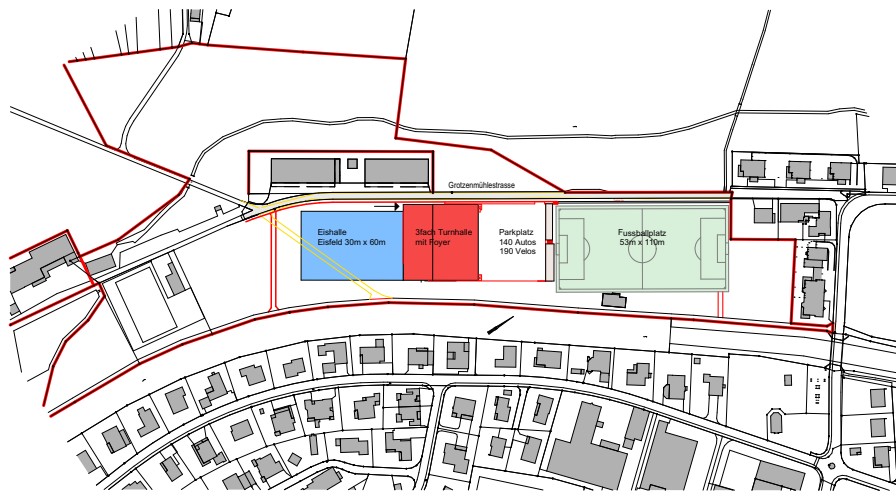 Grotzenmühlestrasse
Eishalle
Eisfeld 30m x 60m
3fach Turnhalle
mit Foyer
Parkplatz
140 Autos
190 Velos
Fussballplatz
53m x 110m